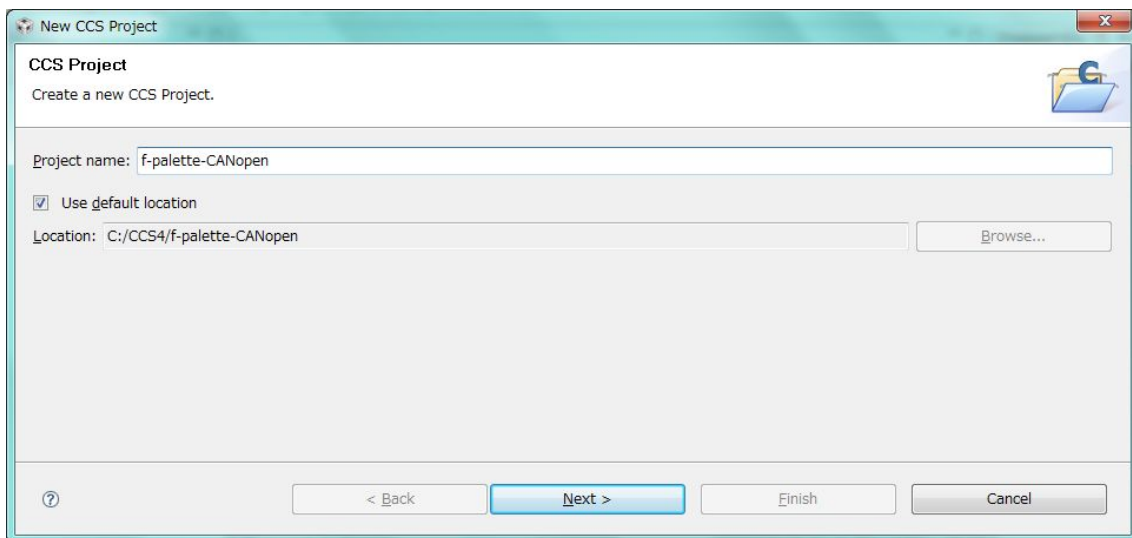 New CCS Project
CCS Project
Create a new CCS Project.
Project name: f-palette-CANopen
Use default location
Location: C:/CCS4/f-palette-CANopen Browse...
< Back Next > Finish Cancel